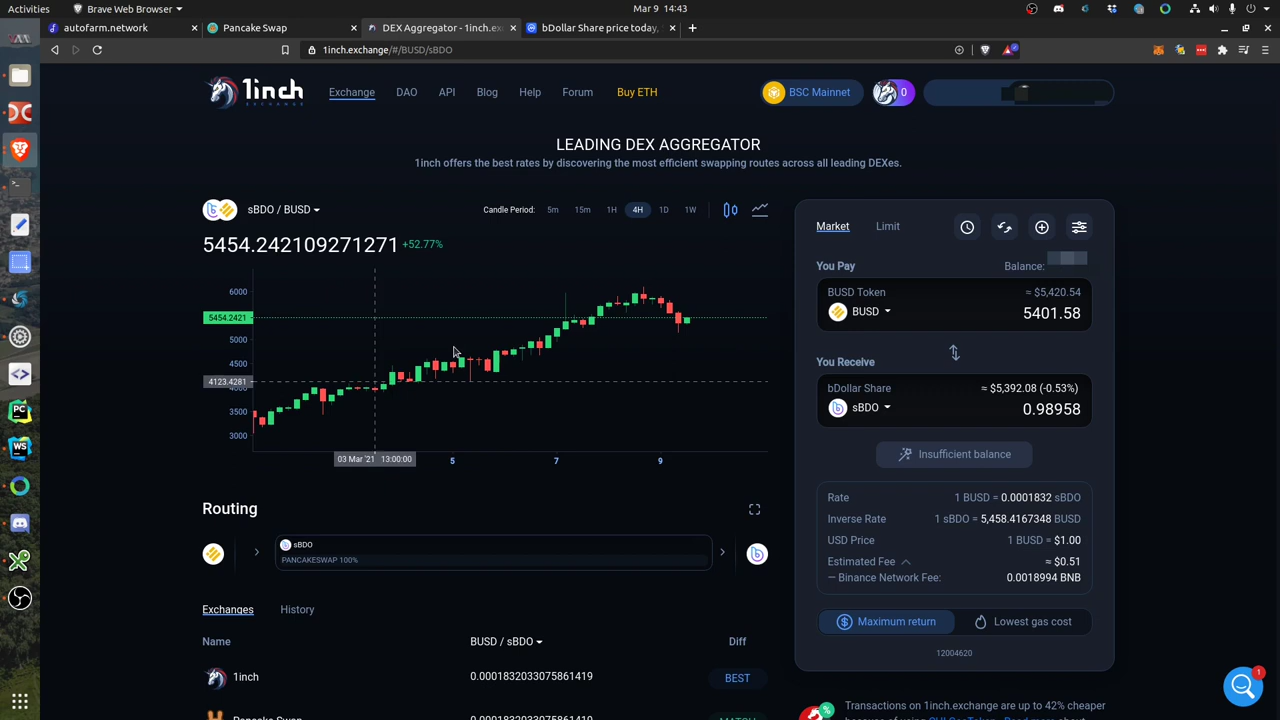 Activities
Brave Web Browser
Mar 9 14:43
autofarm.network
Pancake Swap
DEX Aggregator - 1inch.ex
bDollar Share price today,
1inch.exchange/#/BUSD/sBDO
1inch
EXCHANGE
Exchange
DAO
API
Blog
Help
Forum
Buy ETH
BSC Mainnet
0
LEADING DEX AGGREGATOR
1inch offers the best rates by discovering the most efficient swapping routes across all leading DEXes.
sBDO / BUSD
Candle Period:
5m
15m
1H
4H
1D
1W
5454.242109271271 +52.77%
6000
5454.2421
5000
4500
4123.4281
3500
3000
03 Mar '21 13:00:00
5
7
9
Market
Limit
You Pay
Balance:
BUSD Token
≈ $5,420.54
BUSD
5401.58
You Receive
bDollar Share
≈ $5,392.08 (-0.53%)
sBDO
0.98958
Insufficient balance
Rate
1 BUSD = 0.0001832 sBDO
Inverse Rate
1 sBDO = 5,458.4167348 BUSD
USD Price
1 BUSD = $1.00
Estimated Fee
≈ $0.51
– Binance Network Fee:
0.0018994 BNB
Maximum return
Lowest gas cost
12004620
Routing
sBDO
PANCAKESWAP 100%
Exchanges
History
Name
BUSD / sBDO
Diff
1inch
0.0001832033075861419
BEST
Pancake Swap
0.0001832033075861419
MATCH
Transactions on 1inch.exchange are up to 42% cheaper
1
PC
WS